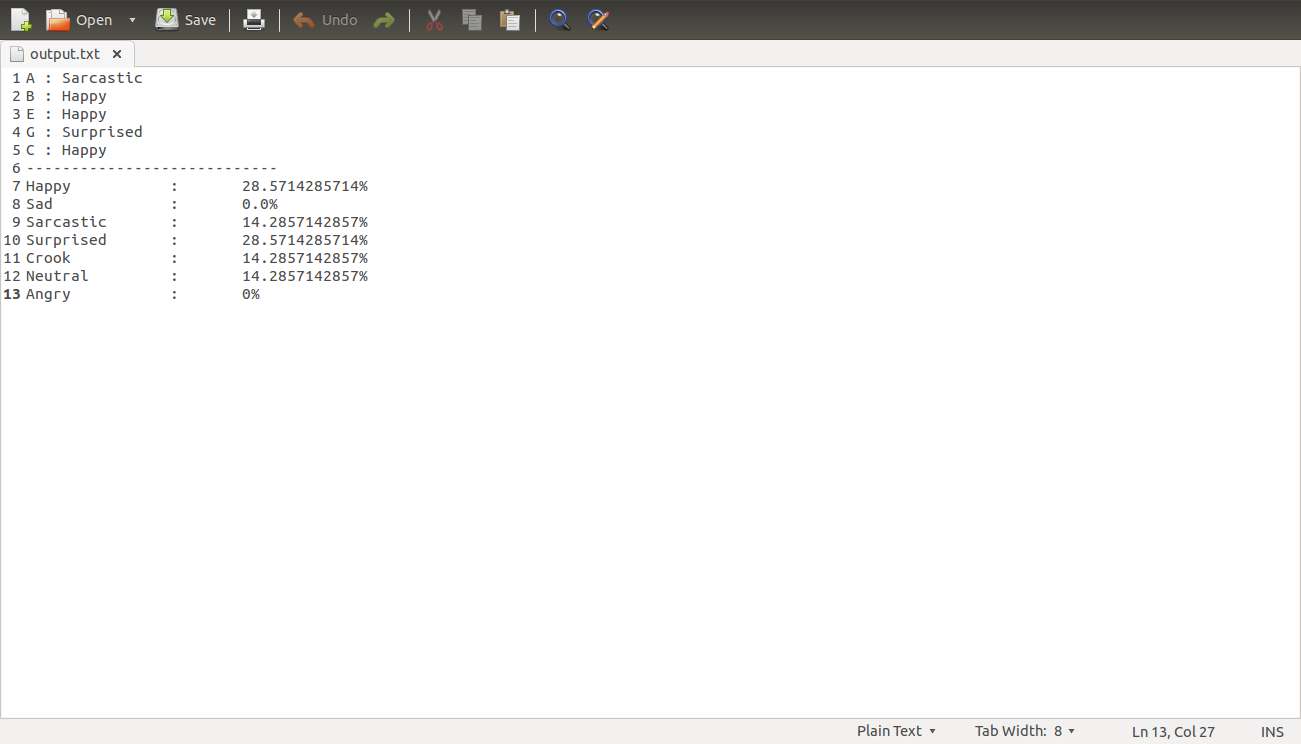 Open Save Undo
output.txt
1 A : Sarcastic
2 B : Happy
3 E : Happy
4 G : Surprised
5 C : Happy
6 ----------------------------
7 Happy : 28.5714285714%
8 Sad : 0.0%
9 Sarcastic : 14.2857142857%
10 Surprised : 28.5714285714%
11 Crook : 14.2857142857%
12 Neutral : 14.2857142857%
13 Angry : 0%
Plain Text Tab Width: 8 Ln 13, Col 27 INS